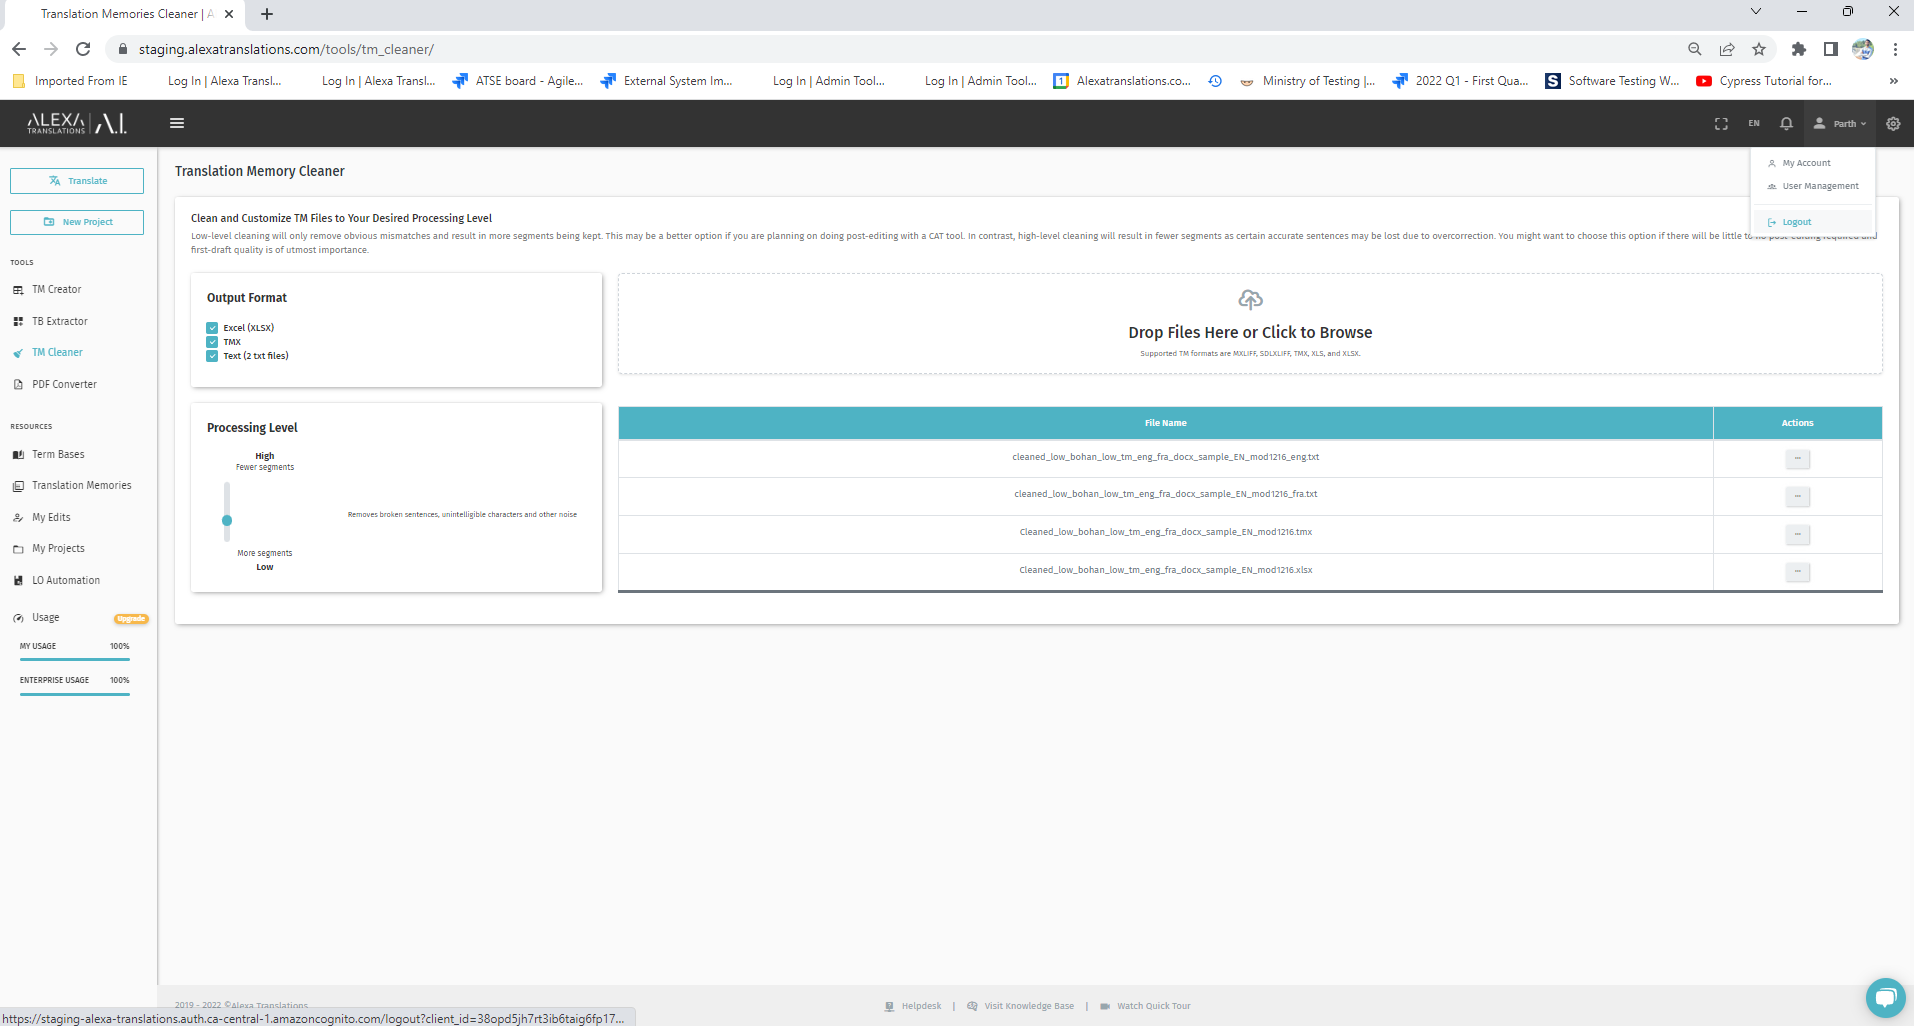 Translation Memories Cleaner | A
staging.alexatranslations.com/tools/tm_cleaner/
Imported From IE
Log In | Alexa Transl...
Log In | Alexa Transl...
ATSE board - Agile...
External System Im...
Log In | Admin Tool...
Log In | Admin Tool...
1
Alexatranslations.co...
Ministry of Testing |...
2022 Q1 - First Qua...
S
Software Testing W...
Cypress Tutorial for...
»
ALEXA TRANSLATIONS | A.I.
EN
Parth
My Account
User Management
Logout
Translate
New Project
TOOLS
TM Creator
TB Extractor
TM Cleaner
PDF Converter
RESOURCES
Term Bases
Translation Memories
My Edits
My Projects
LO Automation
Usage
Upgrade
MY USAGE 100%
ENTERPRISE USAGE 100%
Translation Memory Cleaner
Clean and Customize TM Files to Your Desired Processing Level
Low-level cleaning will only remove obvious mismatches and result in more segments being kept. This may be a better option if you are planning on doing post-editing with a CAT tool. In contrast, high-level cleaning will result in fewer segments as certain accurate sentences may be lost due to overcorrection. You might want to choose this option if there will be little to no post-editing required and
first-draft quality is of utmost importance.
Output Format
Excel (XLSX)
TMX
Text (2 txt files)
Drop Files Here or Click to Browse
Supported TM formats are MXLIFF, SDLXLIFF, TMX, XLS, and XLSX.
Processing Level
High
Fewer segments
Removes broken sentences, unintelligible characters and other noise
More segments
Low
File Name Actions
cleaned_low_bohan_low_tm_eng_fra_docx_sample_EN_mod1216_eng.txt ...
cleaned_low_bohan_low_tm_eng_fra_docx_sample_EN_mod1216_fra.txt ...
Cleaned_low_bohan_low_tm_eng_fra_docx_sample_EN_mod1216.tmx ...
Cleaned_low_bohan_low_tm_eng_fra_docx_sample_EN_mod1216.xlsx ...
2019 - 2022 ©Alexa Translations
Helpdesk | Visit Knowledge Base | Watch Quick Tour
https://staging-alexa-translations.auth.ca-central-1.amazoncognito.com/logout?client_id=38opd5jh7rt3ib6taig6fp17...